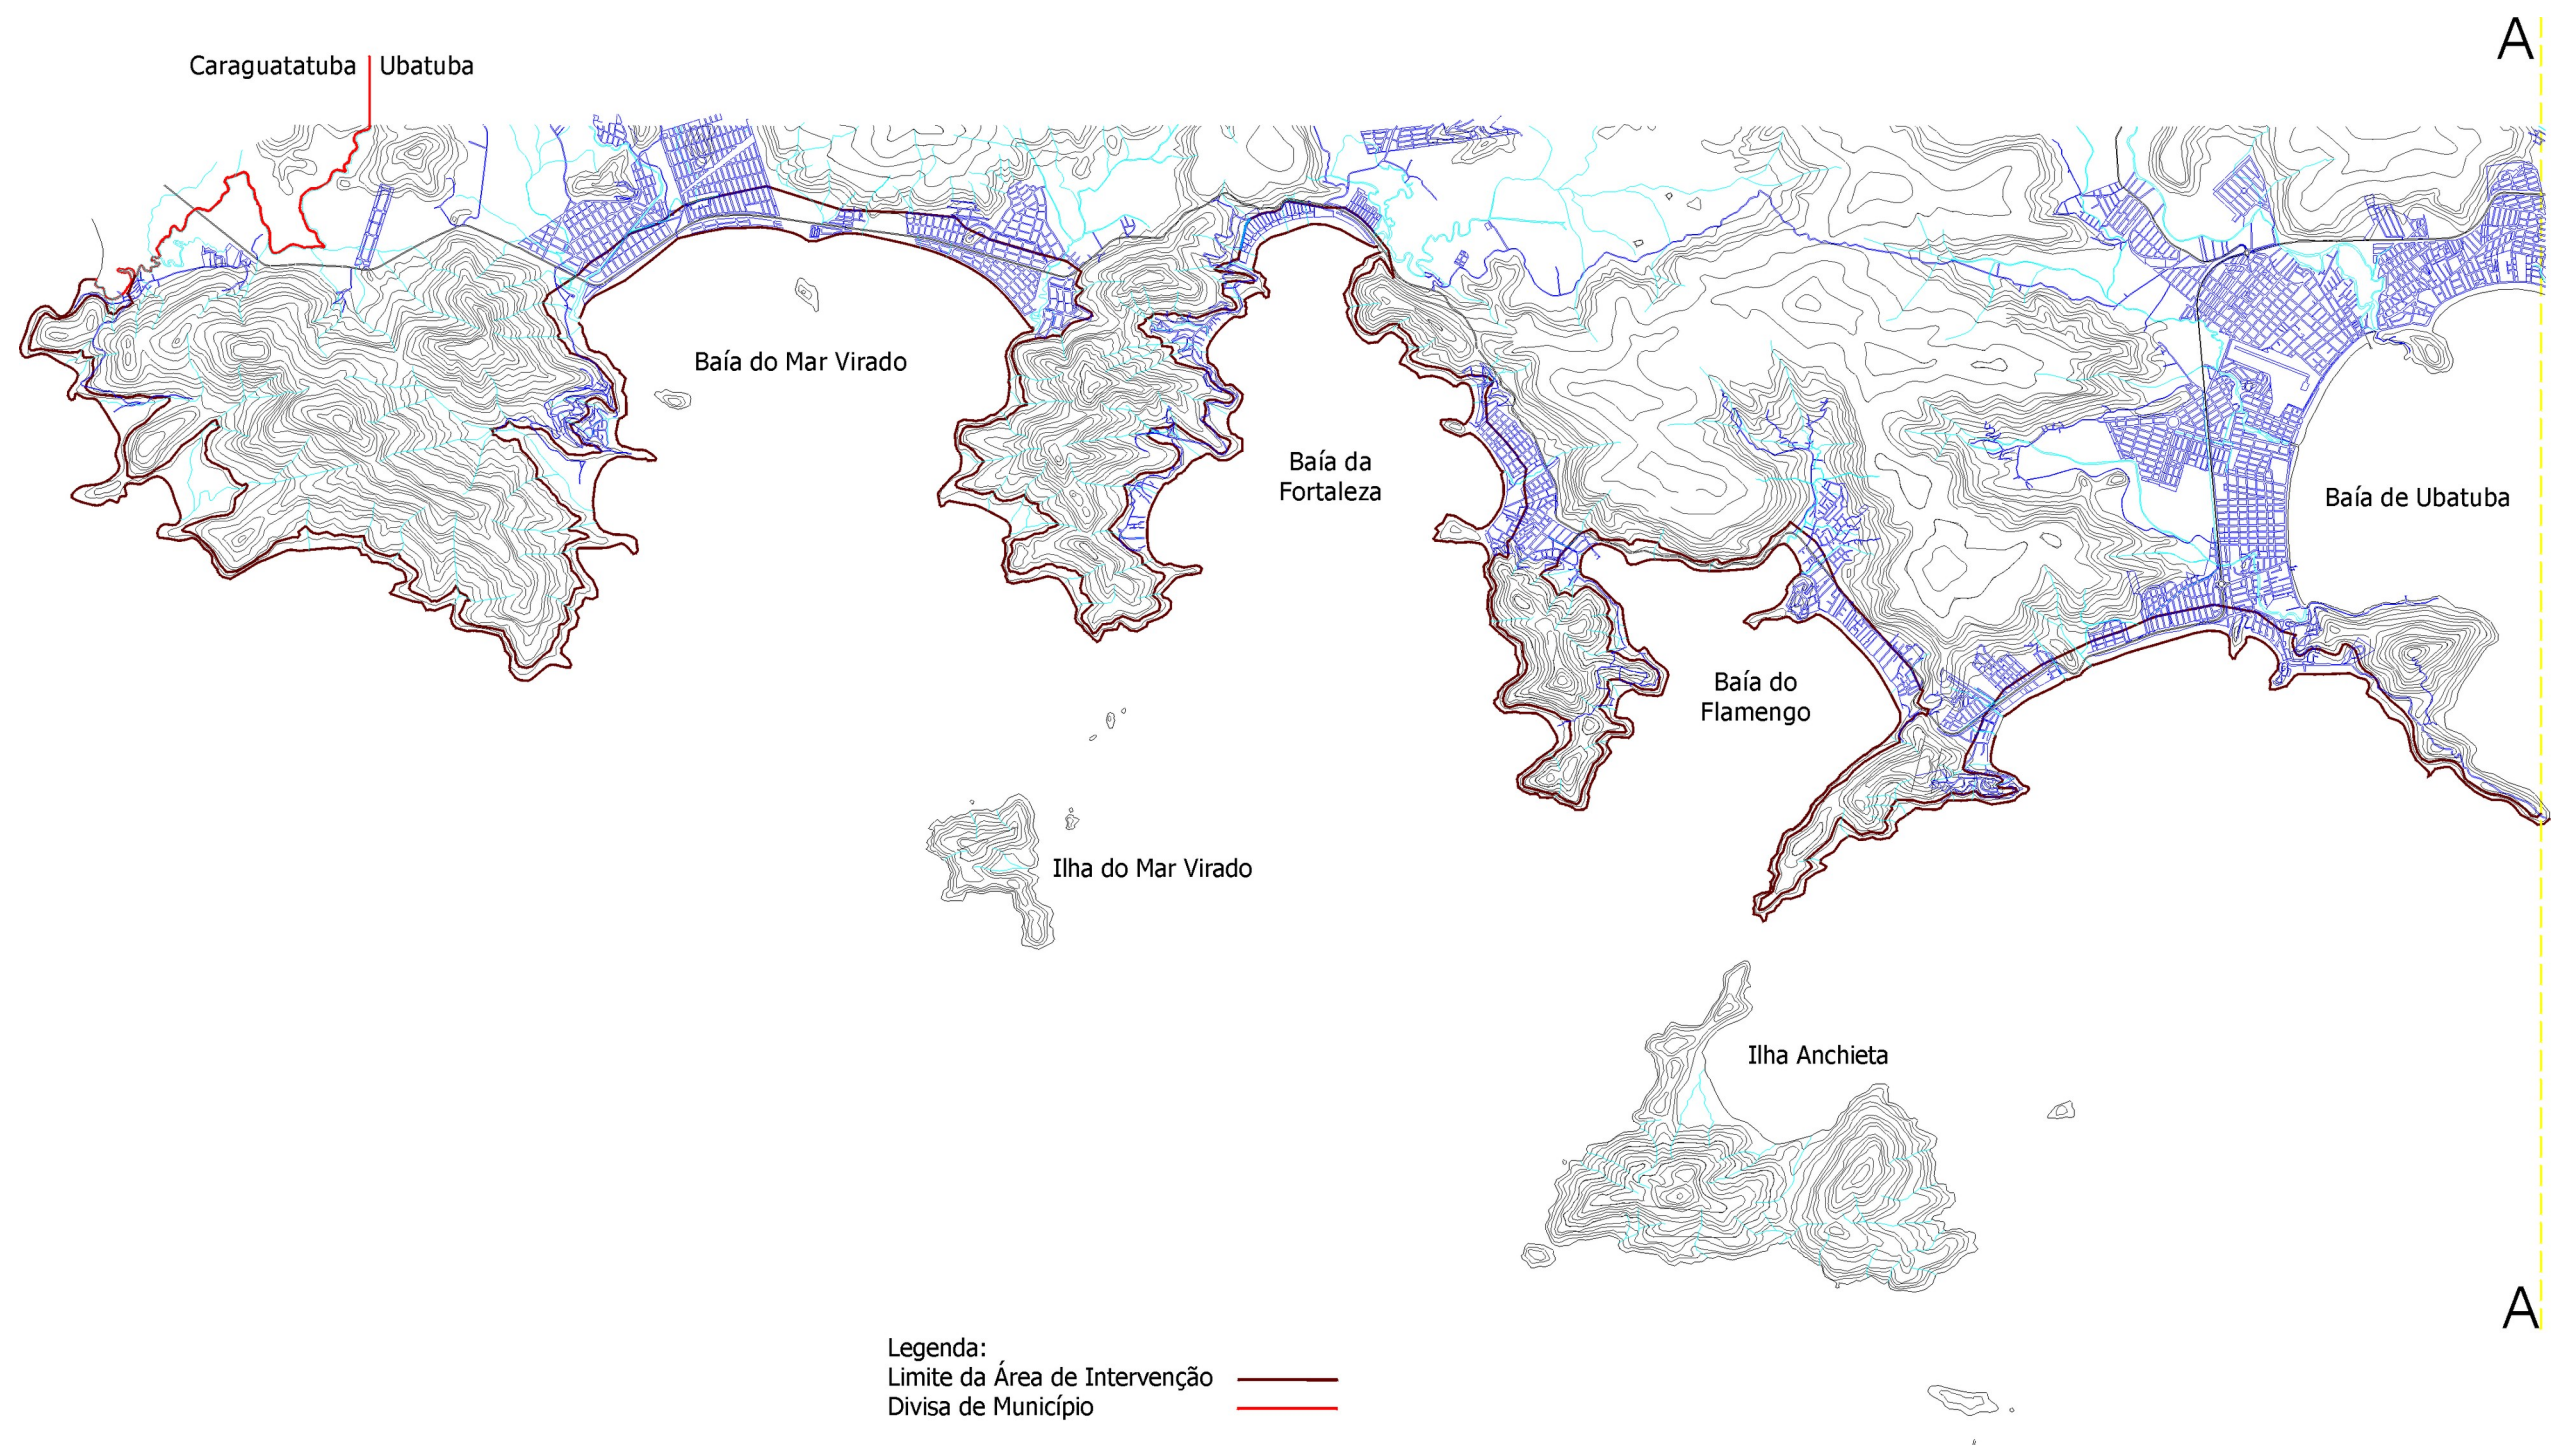 A
Caraguatatuba
Ubatuba
Baía do Mar Virado
Baía da
Fortaleza
Baía de Ubatuba
Baía do
Flamengo
Ilha do Mar Virado
Ilha Anchieta
A
Legenda:
Limite da Área de Intervenção
Divisa de Município